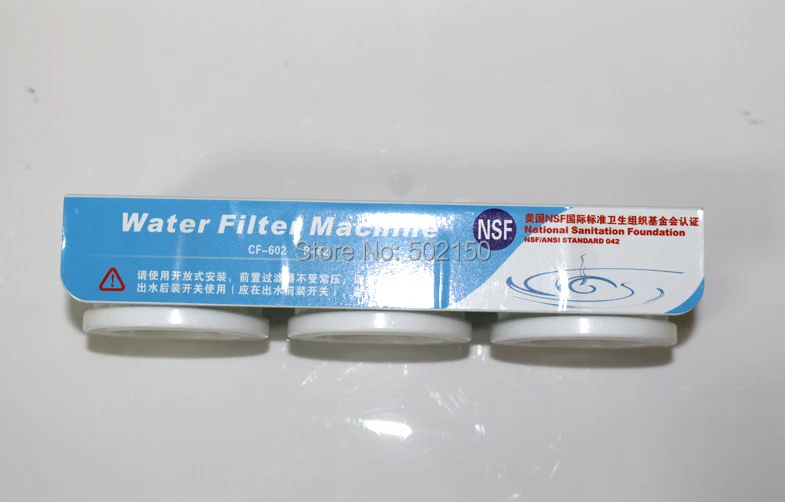 Water Filter Machine
CF-602
Store No: 502150
NSF
美国NSF国际标准卫生组织基金会认证
National Sanitation Foundation
NSF/ANSI STANDARD 042
请使用开放式安装，前置过滤器不受常压，
出水后装开关使用（应在出水前装开关）